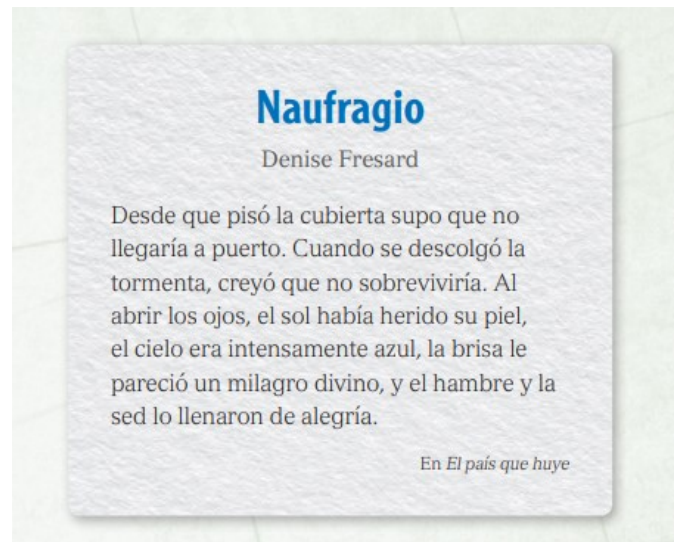 Naufragio
Denise Fresard
Desde que pisó la cubierta supo que no
llegaría a puerto. Cuando se descolgó la
tormenta, creyó que no sobreviviría. Al
abrir los ojos, el sol había herido su piel,
el cielo era intensamente azul, la brisa le
pareció un milagro divino, y el hambre y la
sed lo llenaron de alegría.
En El país que huye